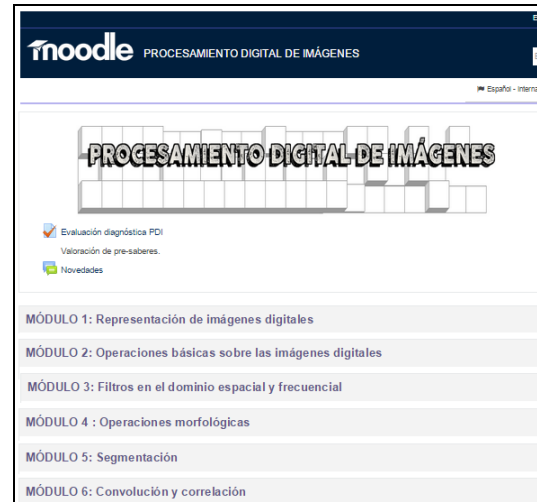 E
moodle PROCESAMIENTO DIGITAL DE IMÁGENES
Español - Interna
PROCESAMIENTO DIGITAL DE IMÁGENES
Evaluación diagnóstica PDI
Valoración de pre-saberes.
Novedades
MÓDULO 1: Representación de imágenes digitales
MÓDULO 2: Operaciones básicas sobre las imágenes digitales
MÓDULO 3: Filtros en el dominio espacial y frecuencial
MÓDULO 4 : Operaciones morfológicas
MÓDULO 5: Segmentación
MÓDULO 6: Convolución y correlación